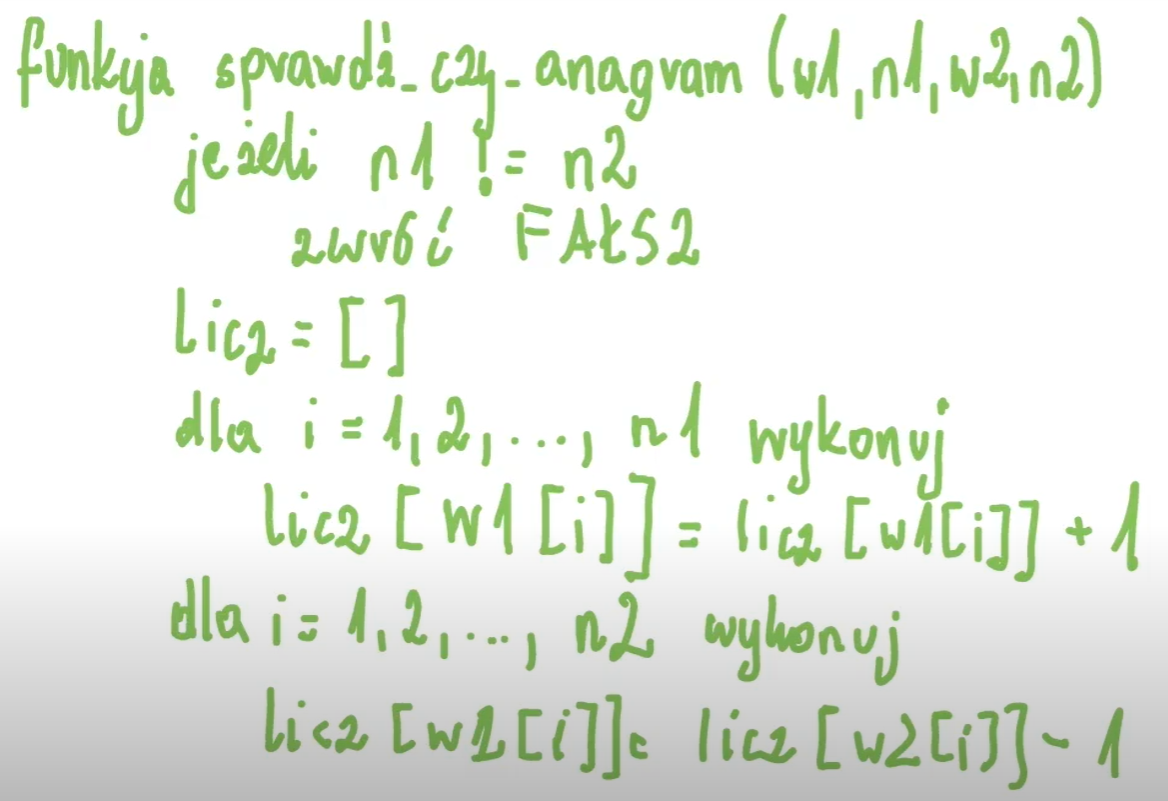 funkcja sprawdź_czy_anagram (w1, n1, w2, n2)
jeżeli n1 != n2
zwróć FAŁSZ
licz = []
dla i = 1, 2, ..., n1 wykonuj
licz [w1[i]] = licz [w1[i]] + 1
dla i = 1, 2, ..., n2 wykonuj
licz [w2[i]] = licz [w2[i]] - 1